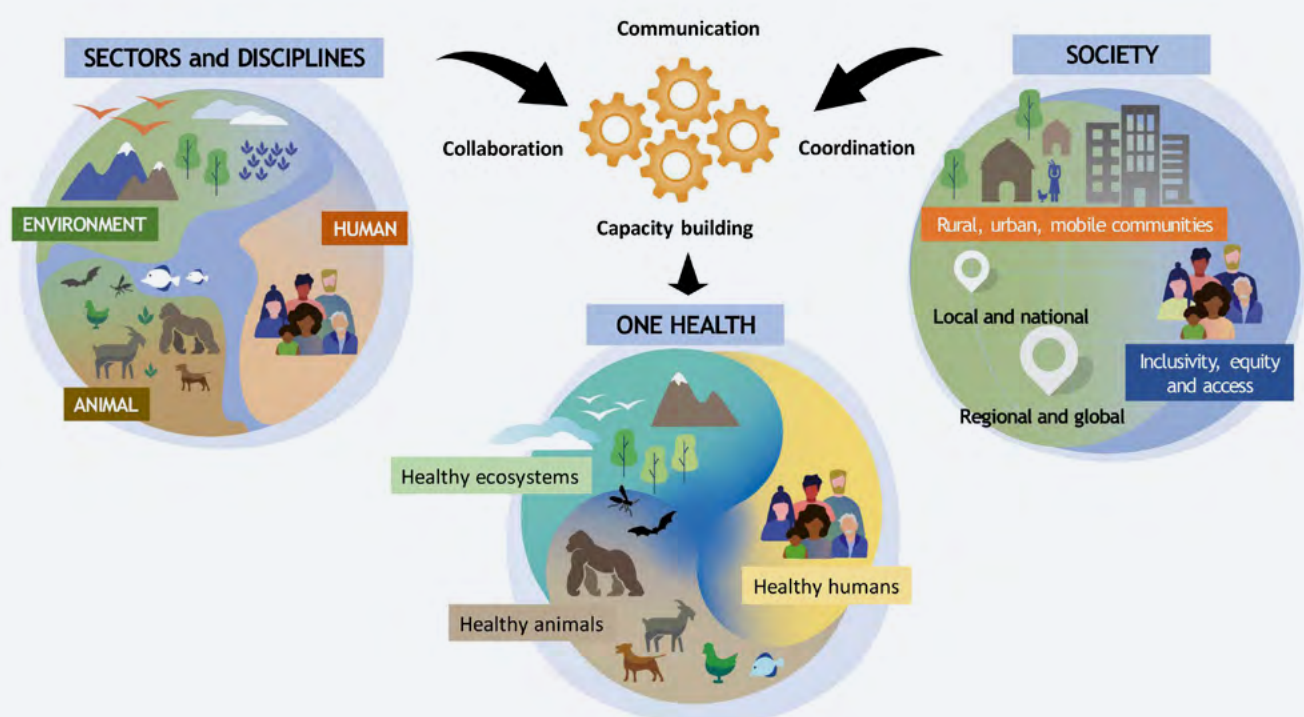 SECTORS and DISCIPLINES
ENVIRONMENT
HUMAN
ANIMAL
Communication
Collaboration
Coordination
Capacity building
SOCIETY
Rural, urban, mobile communities
Local and national
Regional and global
Inclusivity, equity
and access
ONE HEALTH
Healthy ecosystems
Healthy humans
Healthy animals